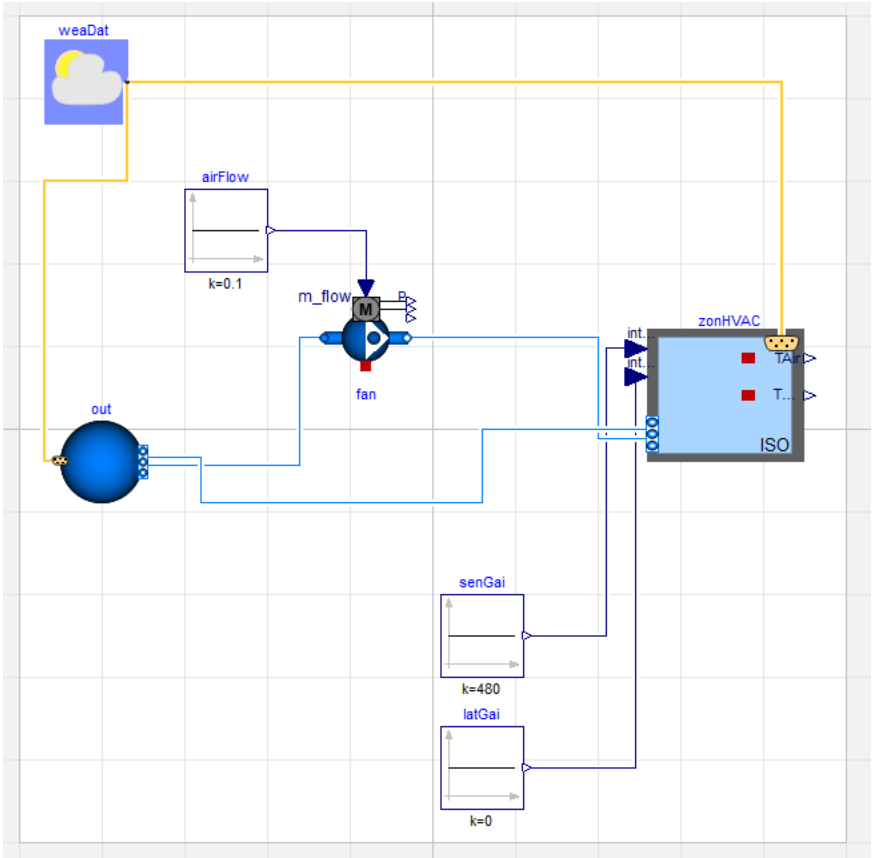 weaDat
airFlow
k=0.1
m_flow
P
M
fan
zonHVAC
int...
int...
TAir
T...
ISO
out
senGai
k=480
latGai
k=0